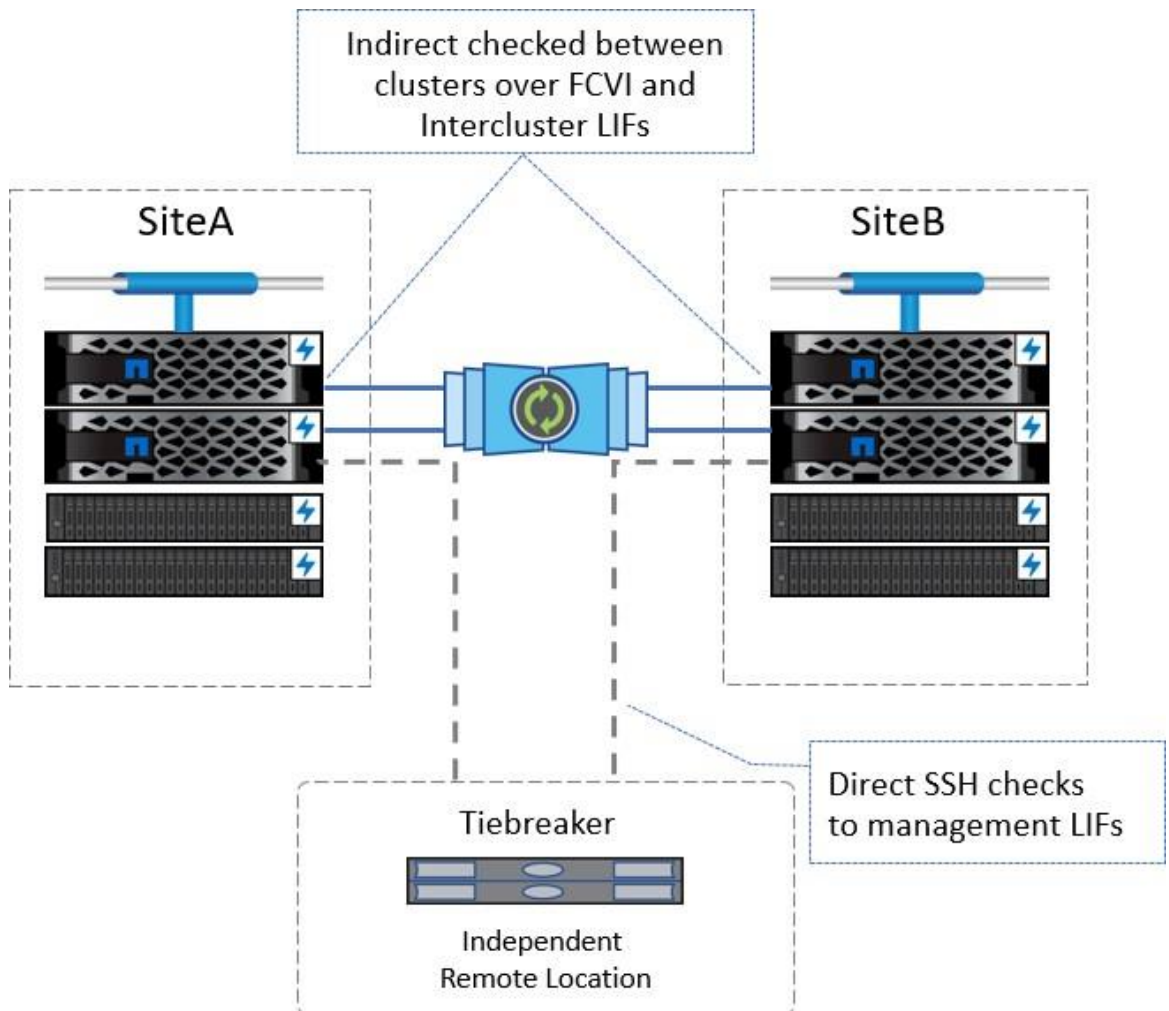 Indirect checked between
clusters over FCVI and
Intercluster LIFs
SiteA
SiteB
Direct SSH checks
to management LIFs
Tiebreaker
Independent
Remote Location